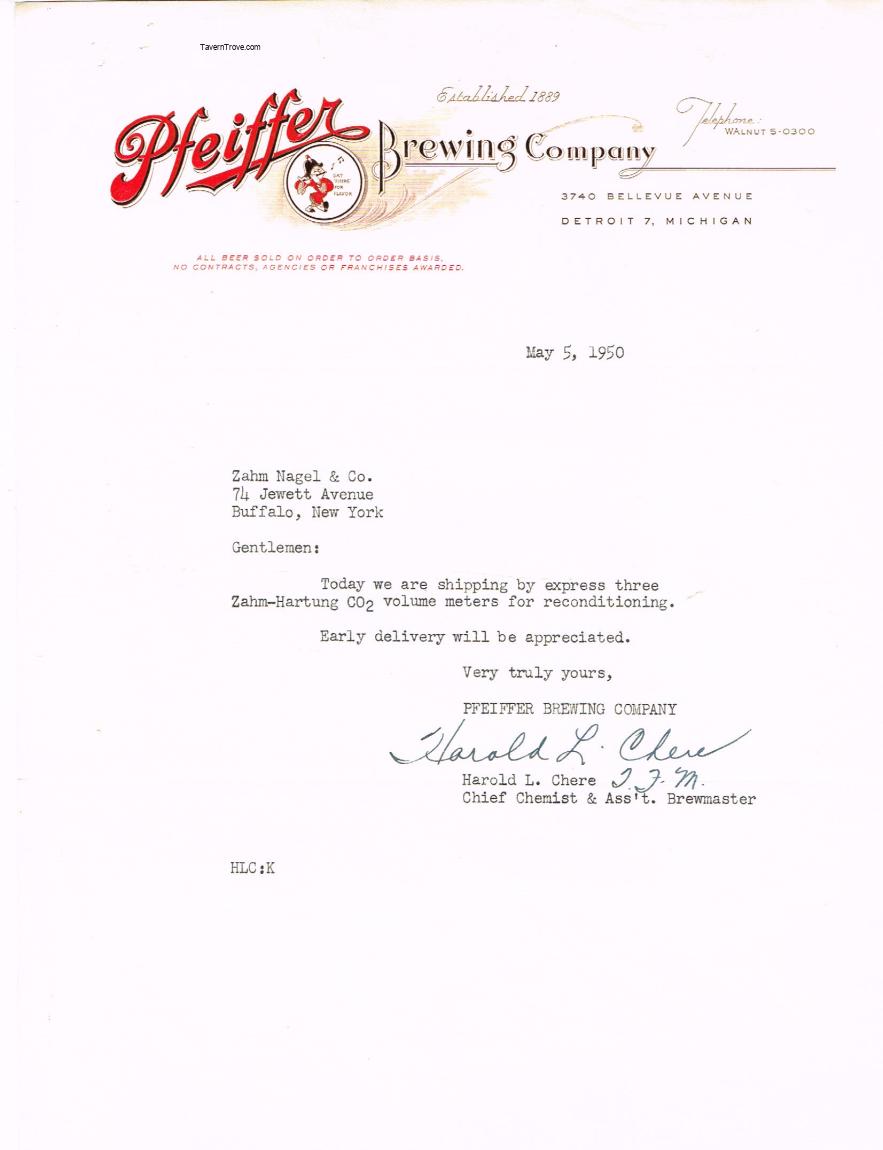 TavernTrove.com
Established 1889
Pfeiffer Brewing Company
Telephone:
WALNUT 5-0300
3740 BELLEVUE AVENUE
DETROIT 7, MICHIGAN
ALL BEER SOLD ON ORDER TO ORDER BASIS,
NO CONTRACTS, AGENCIES OR FRANCHISES AWARDED.
May 5, 1950
Zahm Nagel & Co.
74 Jewett Avenue
Buffalo, New York
Gentlemen:
Today we are shipping by express three
Zahm-Hartung CO2 volume meters for reconditioning.
Early delivery will be appreciated.
Very truly yours,
PFEIFFER BREWING COMPANY
Harold L. Chere
Harold L. Chere
Chief Chemist & Ass't. Brewmaster
HLC:K